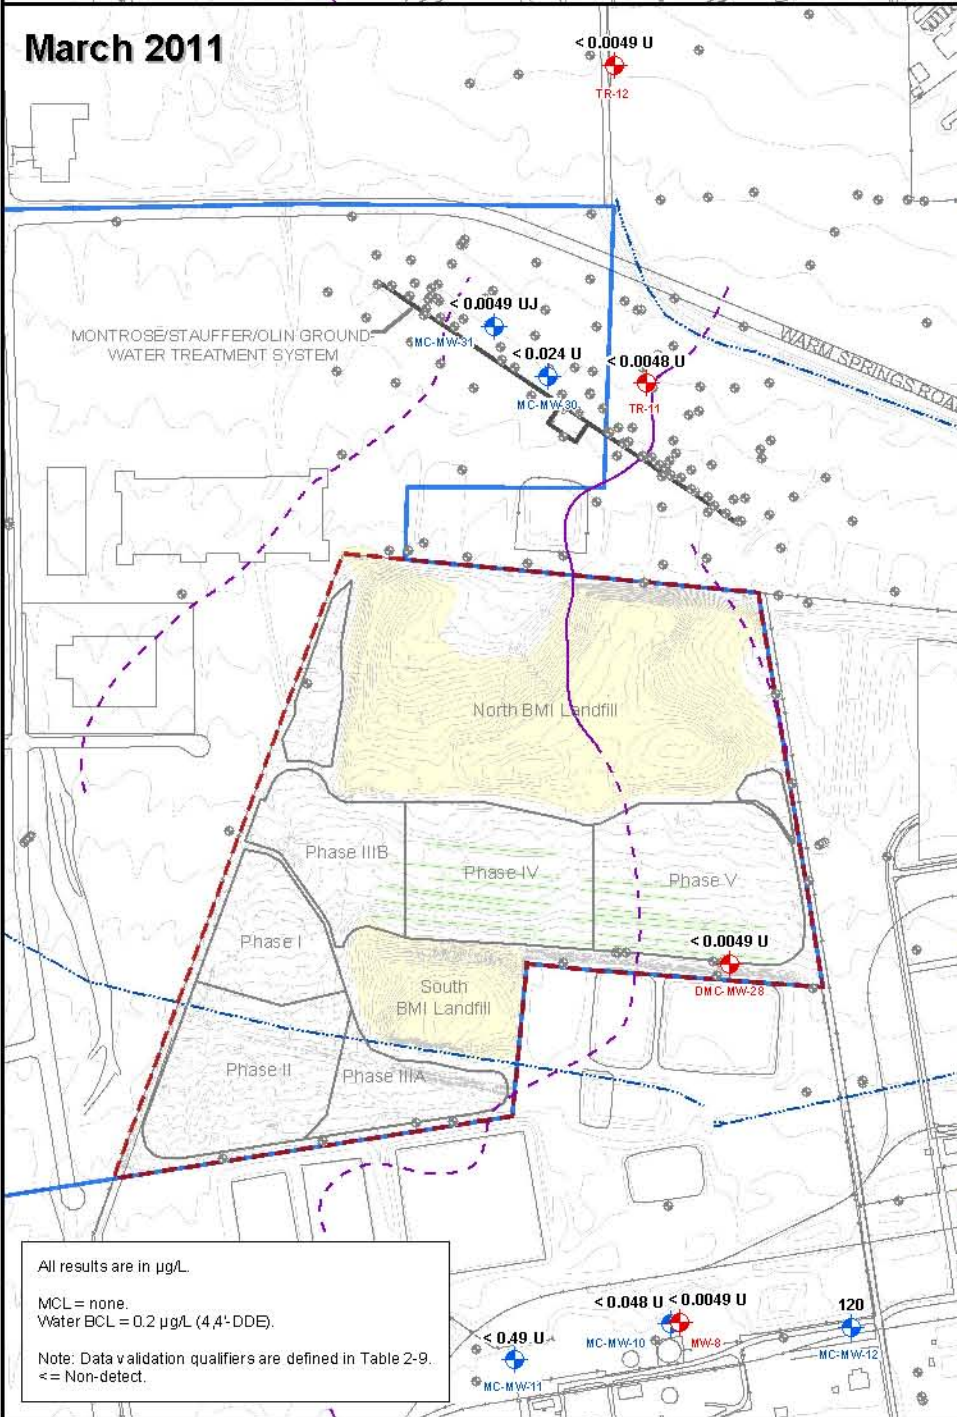 March 2011
< 0.0049 U
TR-12
< 0.0049 UJ
MONTROSE/STAUFFER/OLIN GROUND-
WATER TREATMENT SYSTEM
MC-MW-31
< 0.024 U
MC-MW-30
< 0.0048 U
TR-11
WARM SPRINGS ROA
North BMI Landfill
Phase IIIB
Phase IV
Phase V
Phase I
< 0.0049 U
DMC-MW-28
South
BMI Landfill
Phase II
Phase IIIA
All results are in µg/L.
MCL = none.
Water BCL = 0.2 µg/L (4,4'-DDE).
Note: Data validation qualifiers are defined in Table 2-9.
< = Non-detect.
< 0.49 U
MC-MW-11
< 0.048 U
< 0.0049 U
MC-MW-10
MW-8
120
MC-MW-12